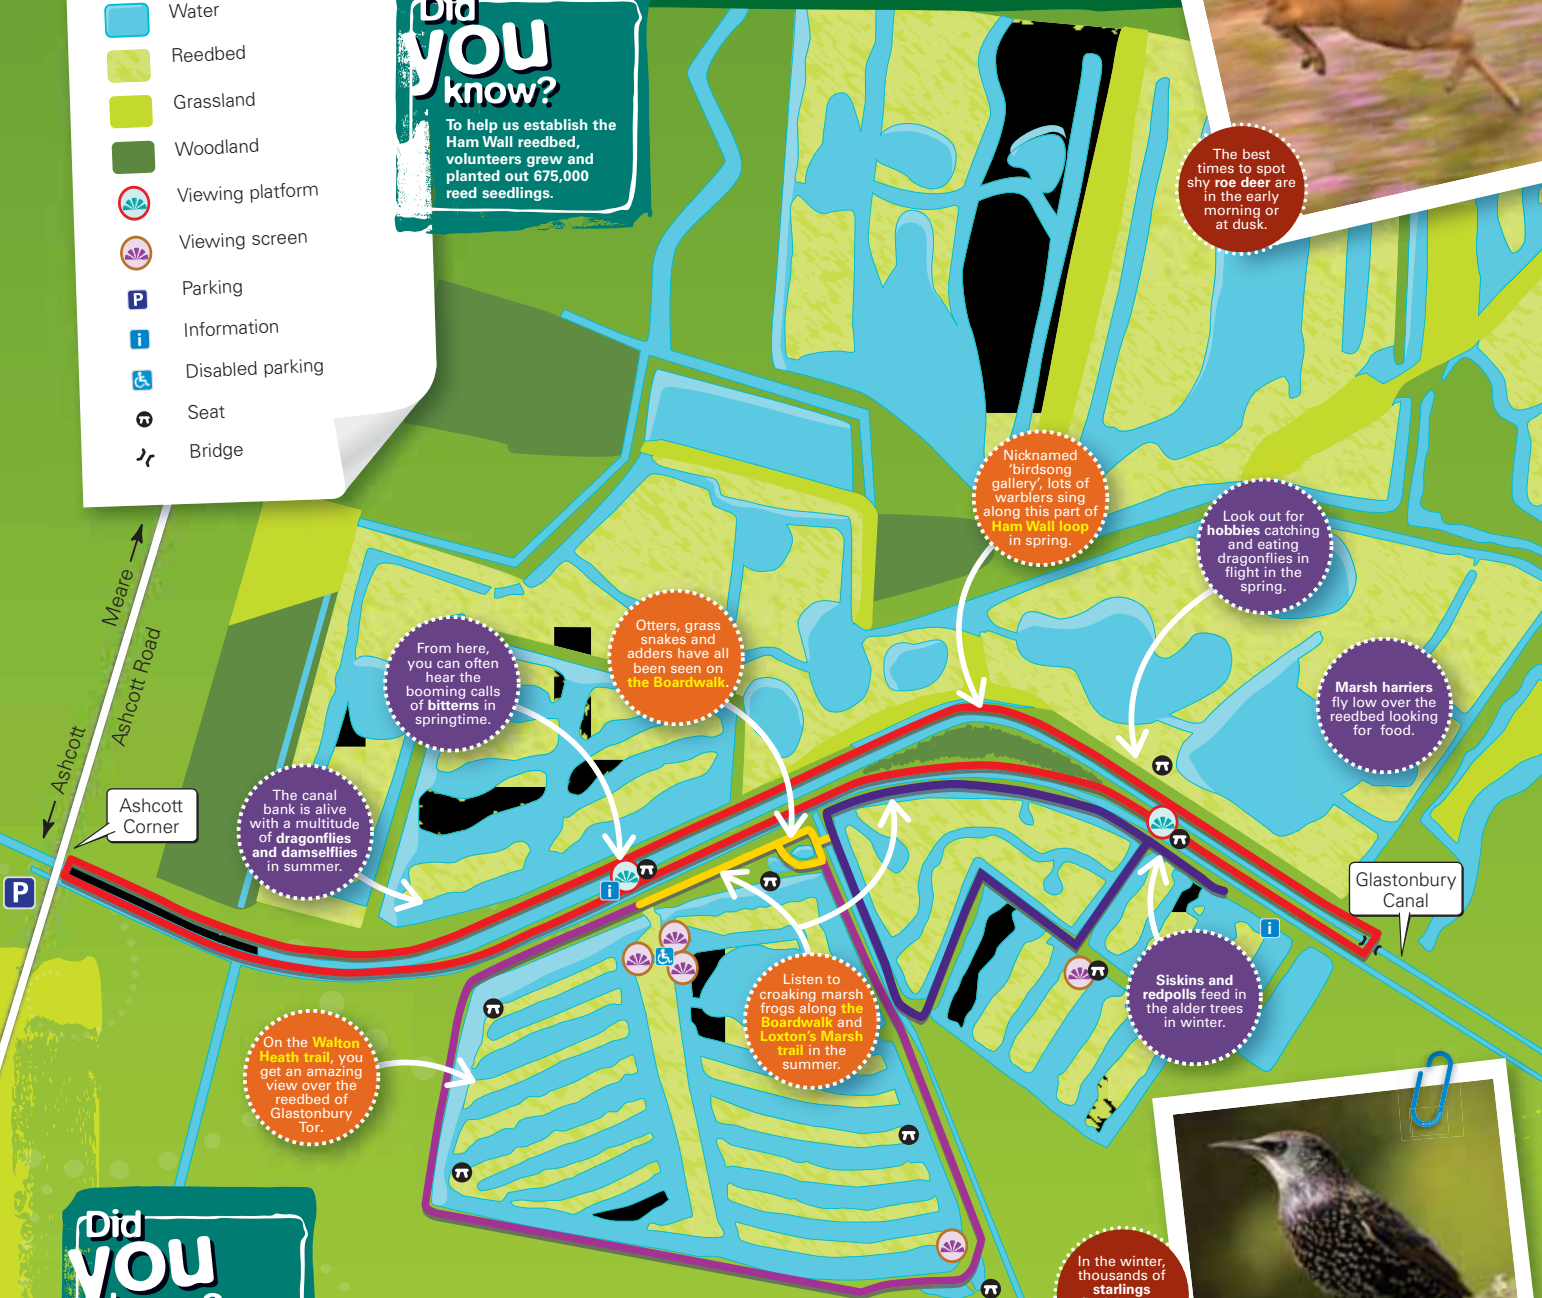 Water
Reedbed
Grassland
Woodland
Viewing platform
Viewing screen
P
Parking
i
Information
Disabled parking
Seat
Bridge
Did
you
know?
To help us establish the
Ham Wall reedbed,
volunteers grew and
planted out 675,000
reed seedlings.
The best
times to spot
shy roe deer are
in the early
morning or
at dusk.
Nicknamed
‘birdsong
gallery’, lots of
warblers sing
along this part of
Ham Wall loop
in spring.
Look out for
hobbies catching
and eating
dragonflies in
flight in the
spring.
Marsh harriers
fly low over the
reedbed looking
for food.
Otters, grass
snakes and
adders have all
been seen on
the Boardwalk.
From here,
you can often
hear the
booming calls
of bitterns in
springtime.
Meare
Ashcott Road
Ashcott
Ashcott
Corner
P
The canal
bank is alive
with a multitude
of dragonflies
and damselflies
in summer.
i
Glastonbury
Canal
i
Siskins and
redpolls feed in
the alder trees
in winter.
Listen to
croaking marsh
frogs along the
Boardwalk and
Loxton’s Marsh
trail in the
summer.
On the Walton
Heath trail, you
get an amazing
view over the
reedbed of
Glastonbury
Tor.
Did
you
In the winter,
thousands of
starlings